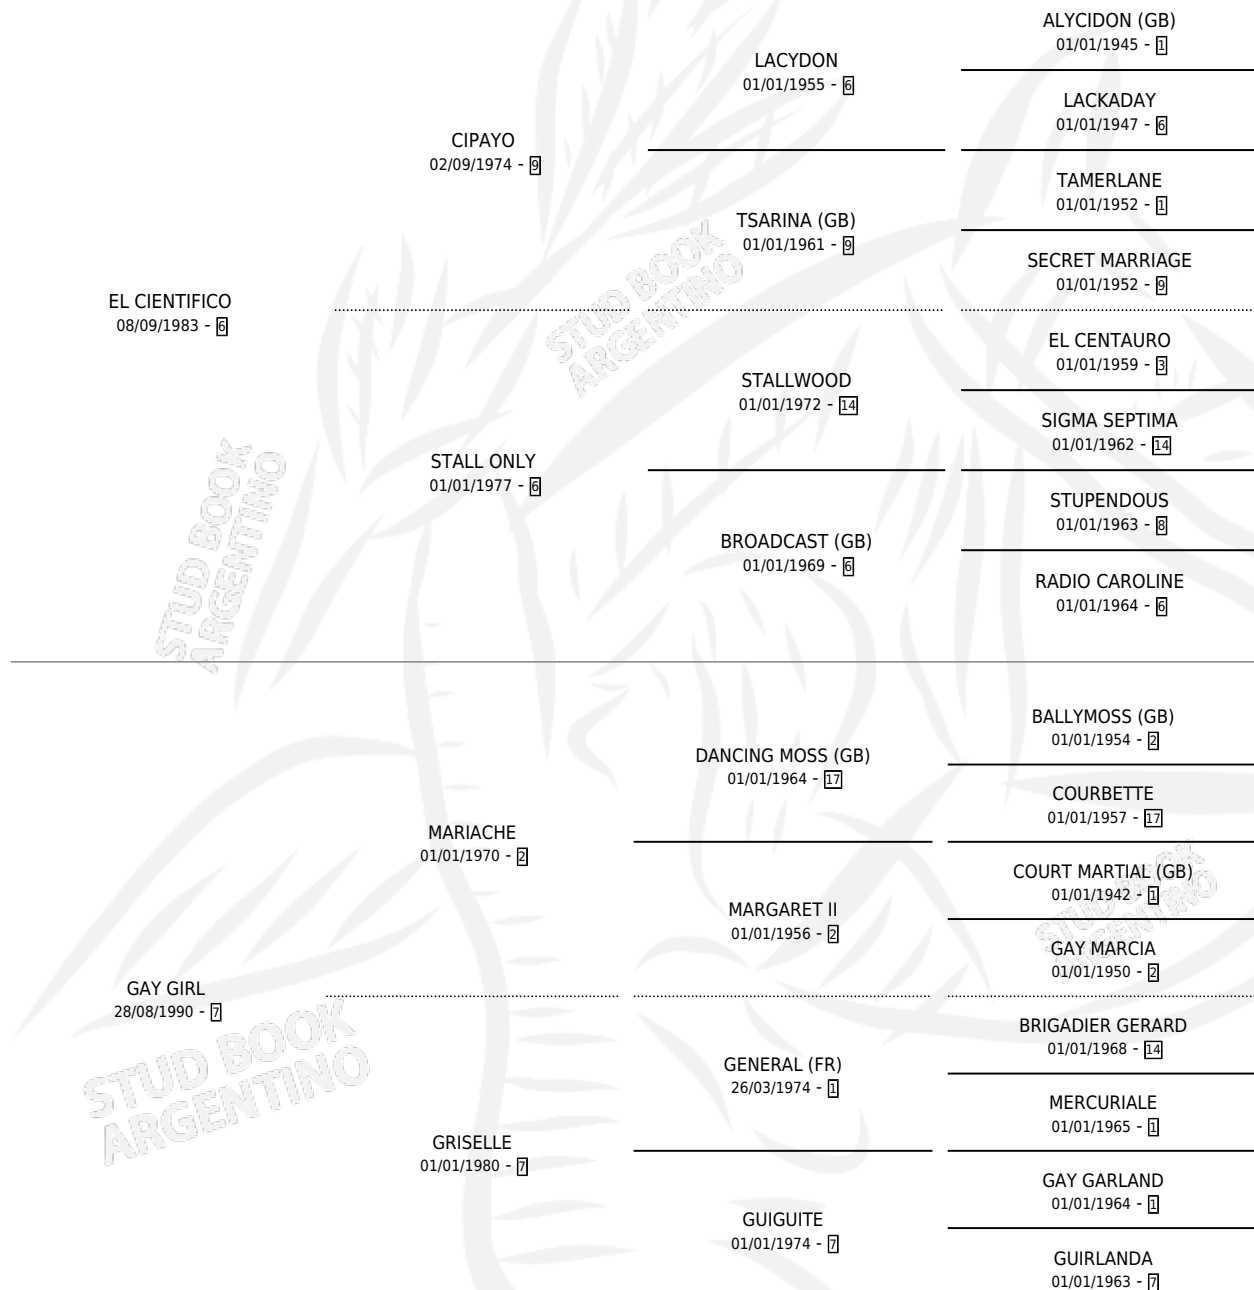 ALYCIDON (GB)
01/01/1945 - 1
LACYDON
01/01/1955 - 6
LACKADAY
01/01/1947 - 6
CIPAYO
02/09/1974 - 9
TAMERLANE
01/01/1952 - 1
TSARINA (GB)
01/01/1961 - 9
SECRET MARRIAGE
01/01/1952 - 9
EL CIENTIFICO
08/09/1983 - 6
EL CENTAURO
01/01/1959 - 3
STALLWOOD
01/01/1972 - 14
SIGMA SEPTIMA
01/01/1962 - 14
STALL ONLY
01/01/1977 - 6
STUPENDOUS
01/01/1963 - 8
BROADCAST (GB)
01/01/1969 - 6
RADIO CAROLINE
01/01/1964 - 6
BALLYMOSS (GB)
01/01/1954 - 2
DANCING MOSS (GB)
01/01/1964 - 17
COURBETTE
01/01/1957 - 17
MARIACHE
01/01/1970 - 2
COURT MARTIAL (GB)
01/01/1942 - 1
MARGARET II
01/01/1956 - 2
GAY MARCIA
01/01/1950 - 2
GAY GIRL
28/08/1990 - 7
BRIGADIER GERARD
01/01/1968 - 14
GENERAL (FR)
26/03/1974 - 1
MERCURIALE
01/01/1965 - 1
GRISELLE
01/01/1980 - 7
GAY GARLAND
01/01/1964 - 1
GUIGUITE
01/01/1974 - 7
GUIRLANDA
01/01/1963 - 7
STUD BOOK
ARGENTINO
STUD BOOK
ARGENTINO
STUD BOOK
ARGENTINO
STUD BOOK
ARGENTINO